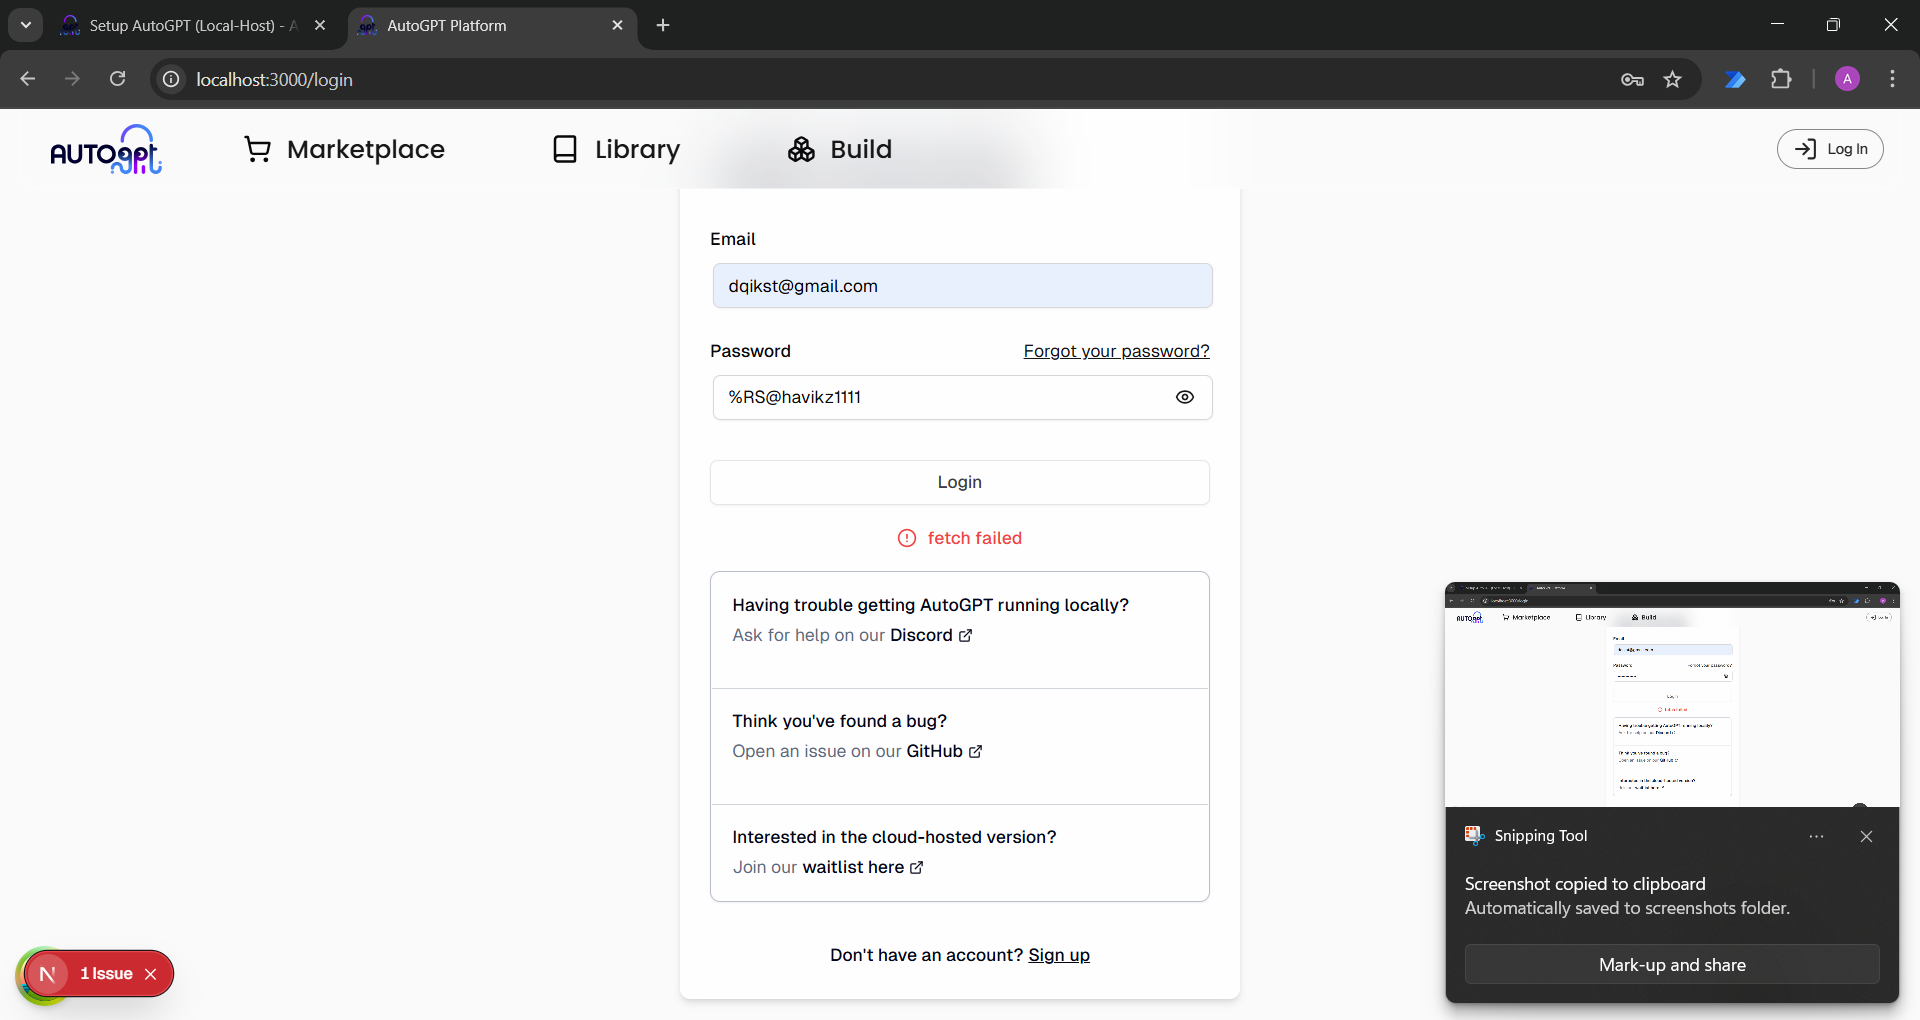 Setup AutoGPT (Local-Host) - A
AutoGPT Platform
localhost:3000/login
A
AUTOgpt
Marketplace
Library
Build
Log In
Email
dqikst@gmail.com
Password
Forgot your password?
%RS@havikz1111
Login
fetch failed
Having trouble getting AutoGPT running locally?
Ask for help on our Discord
Think you've found a bug?
Open an issue on our GitHub
Interested in the cloud-hosted version?
Join our waitlist here
Don't have an account? Sign up
N
1 Issue
Marketplace
Library
Build
Snipping Tool
Screenshot copied to clipboard
Automatically saved to screenshots folder.
Mark-up and share